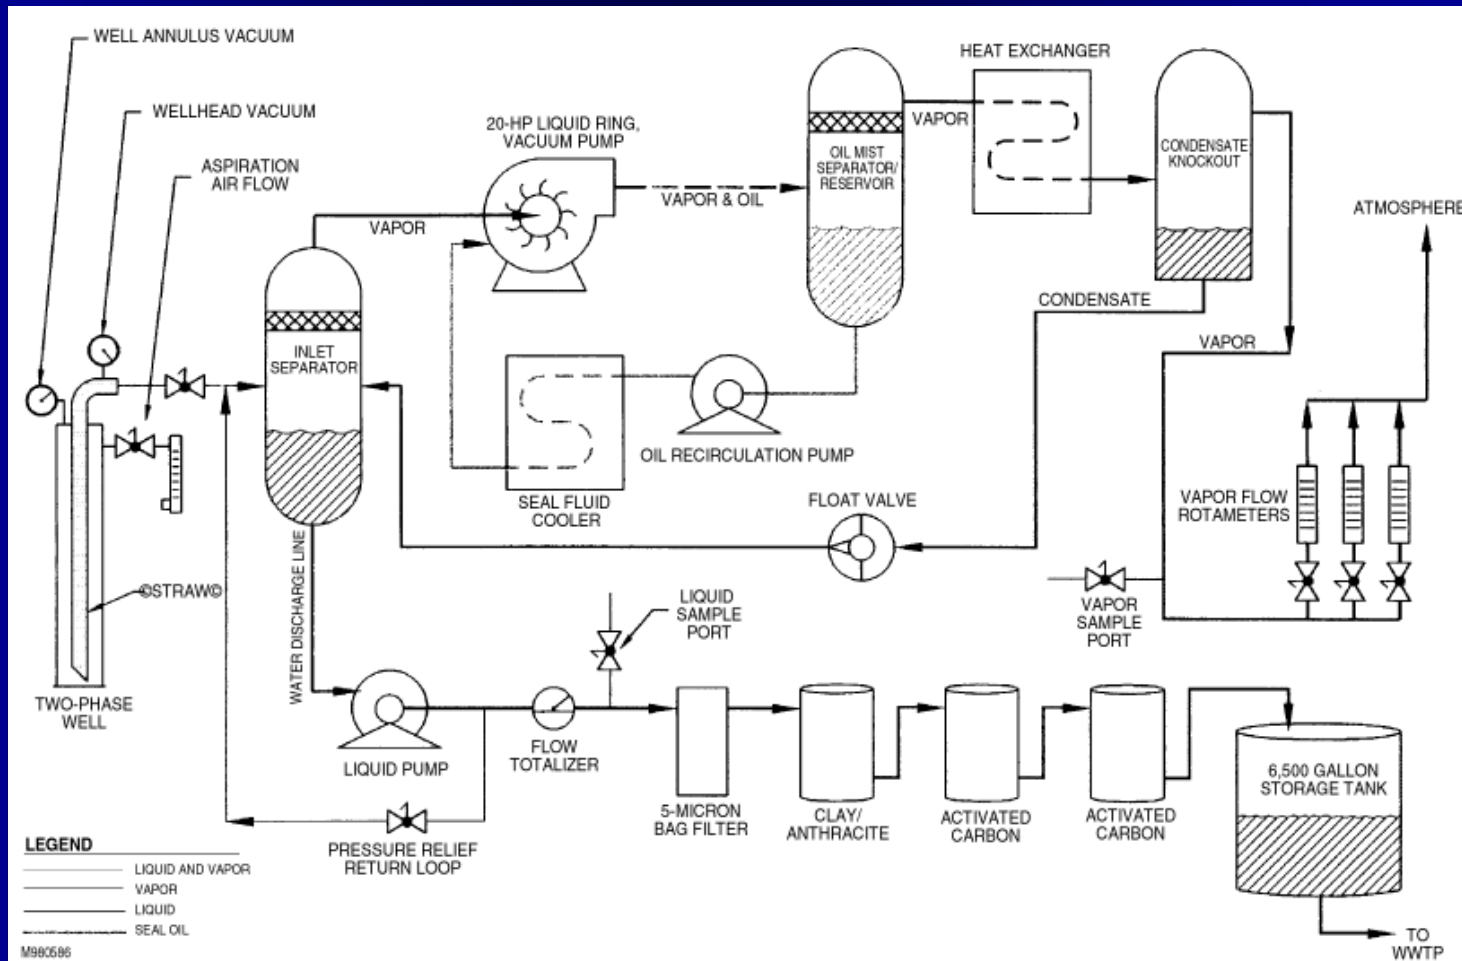 WELL ANNULUS VACUUM
WELLHEAD VACUUM
ASPIRATION
AIR FLOW
20-HP LIQUID RING,
VACUUM PUMP
VAPOR
VAPOR & OIL
OIL MIST
SEPARATOR/
RESERVOIR
VAPOR
HEAT EXCHANGER
CONDENSATE
KNOCKOUT
ATMOSPHERE
CONDENSATE
VAPOR
INLET
SEPARATOR
OIL RECIRCULATION PUMP
SEAL FLUID
COOLER
FLOAT VALVE
VAPOR FLOW
ROTAMETERS
©STRAW©
WATER DISCHARGE LINE
LIQUID
SAMPLE
PORT
VAPOR
SAMPLE
PORT
TWO-PHASE
WELL
LIQUID PUMP
FLOW
TOTALIZER
5-MICRON
BAG FILTER
CLAY/
ANTHRACITE
ACTIVATED
CARBON
ACTIVATED
CARBON
6,500 GALLON
STORAGE TANK
PRESSURE RELIEF
RETURN LOOP
TO
WWTP
LEGEND
LIQUID AND VAPOR
VAPOR
LIQUID
SEAL OIL
M980586